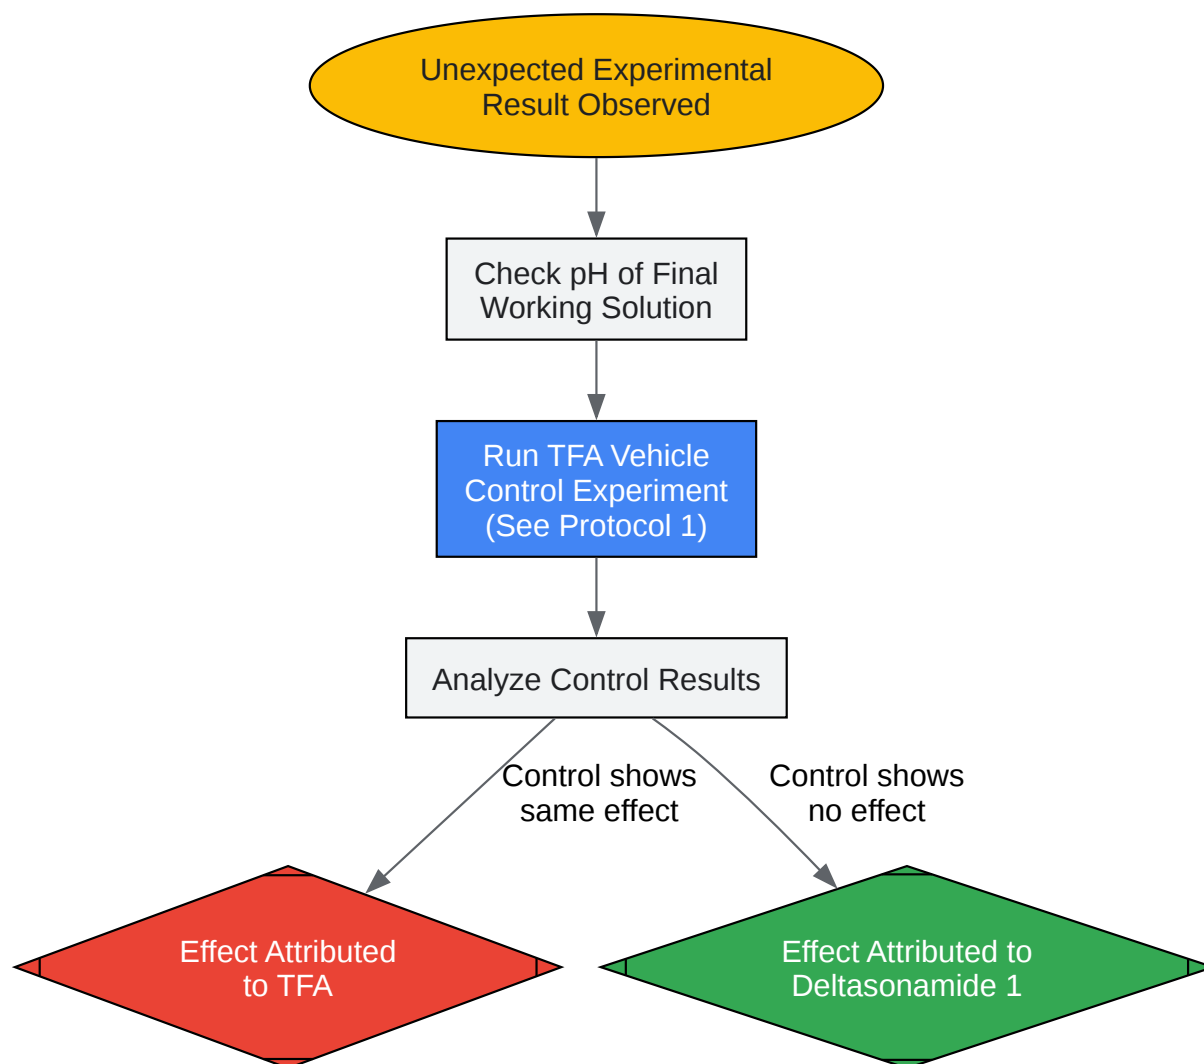 Unexpected Experimental
Result Observed
Check pH of Final
Working Solution
Run TFA Vehicle
Control Experiment
(See Protocol 1)
Analyze Control Results
Control shows
same effect
Control shows
no effect
Effect Attributed
to TFA
Effect Attributed to
Deltasonamide 1